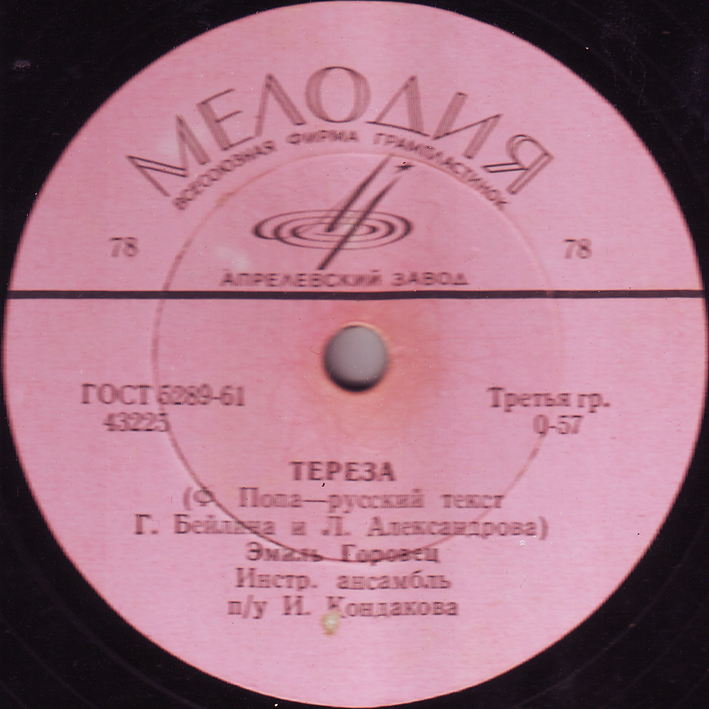 МЕЛОДИЯ
ВСЕСОЮЗНАЯ ФИРМА ГРАМПЛАСТИНОК
78
78
АПРЕЛЕВСКИЙ ЗАВОД
ГОСТ 5289-61
43225
Третья гр.
0-57
ТЕРЕЗА
(Ф. Попа—русский текст
Г. Бейлина и Л. Александрова)
Эмиль Горовец
Инстр. ансамбль
п/у И. Кондакова